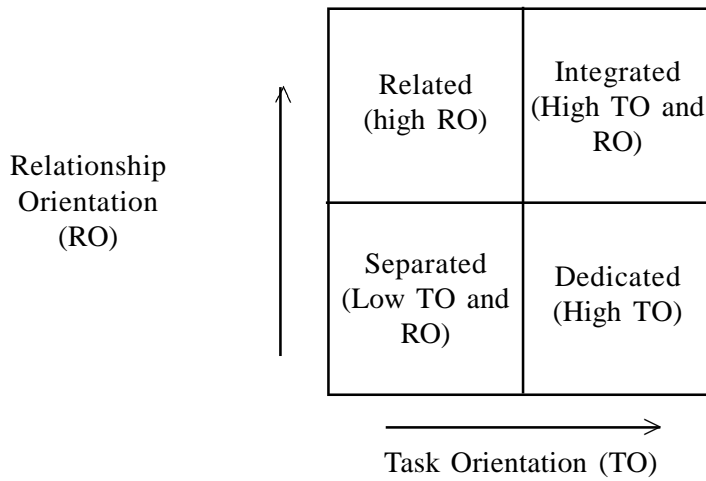 Related
(high RO)
Integrated
(High TO and
RO)
Relationship
Orientation
(RO)
Separated
(Low TO and
RO)
Dedicated
(High TO)
Task Orientation (TO)